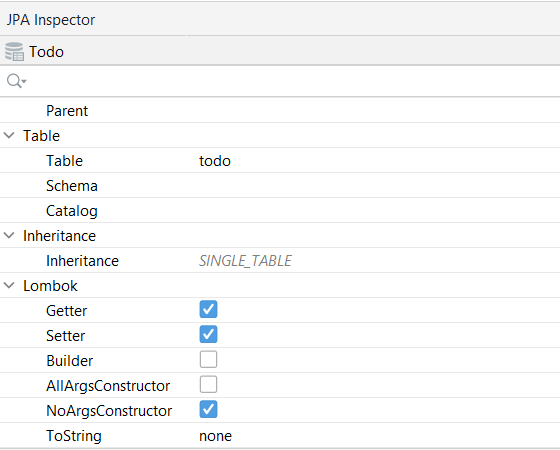 JPA Inspector
Todo
Parent
Table
Table todo
Schema
Catalog
Inheritance
Inheritance SINGLE_TABLE
Lombok
Getter
Setter
Builder
AllArgsConstructor
NoArgsConstructor
ToString none